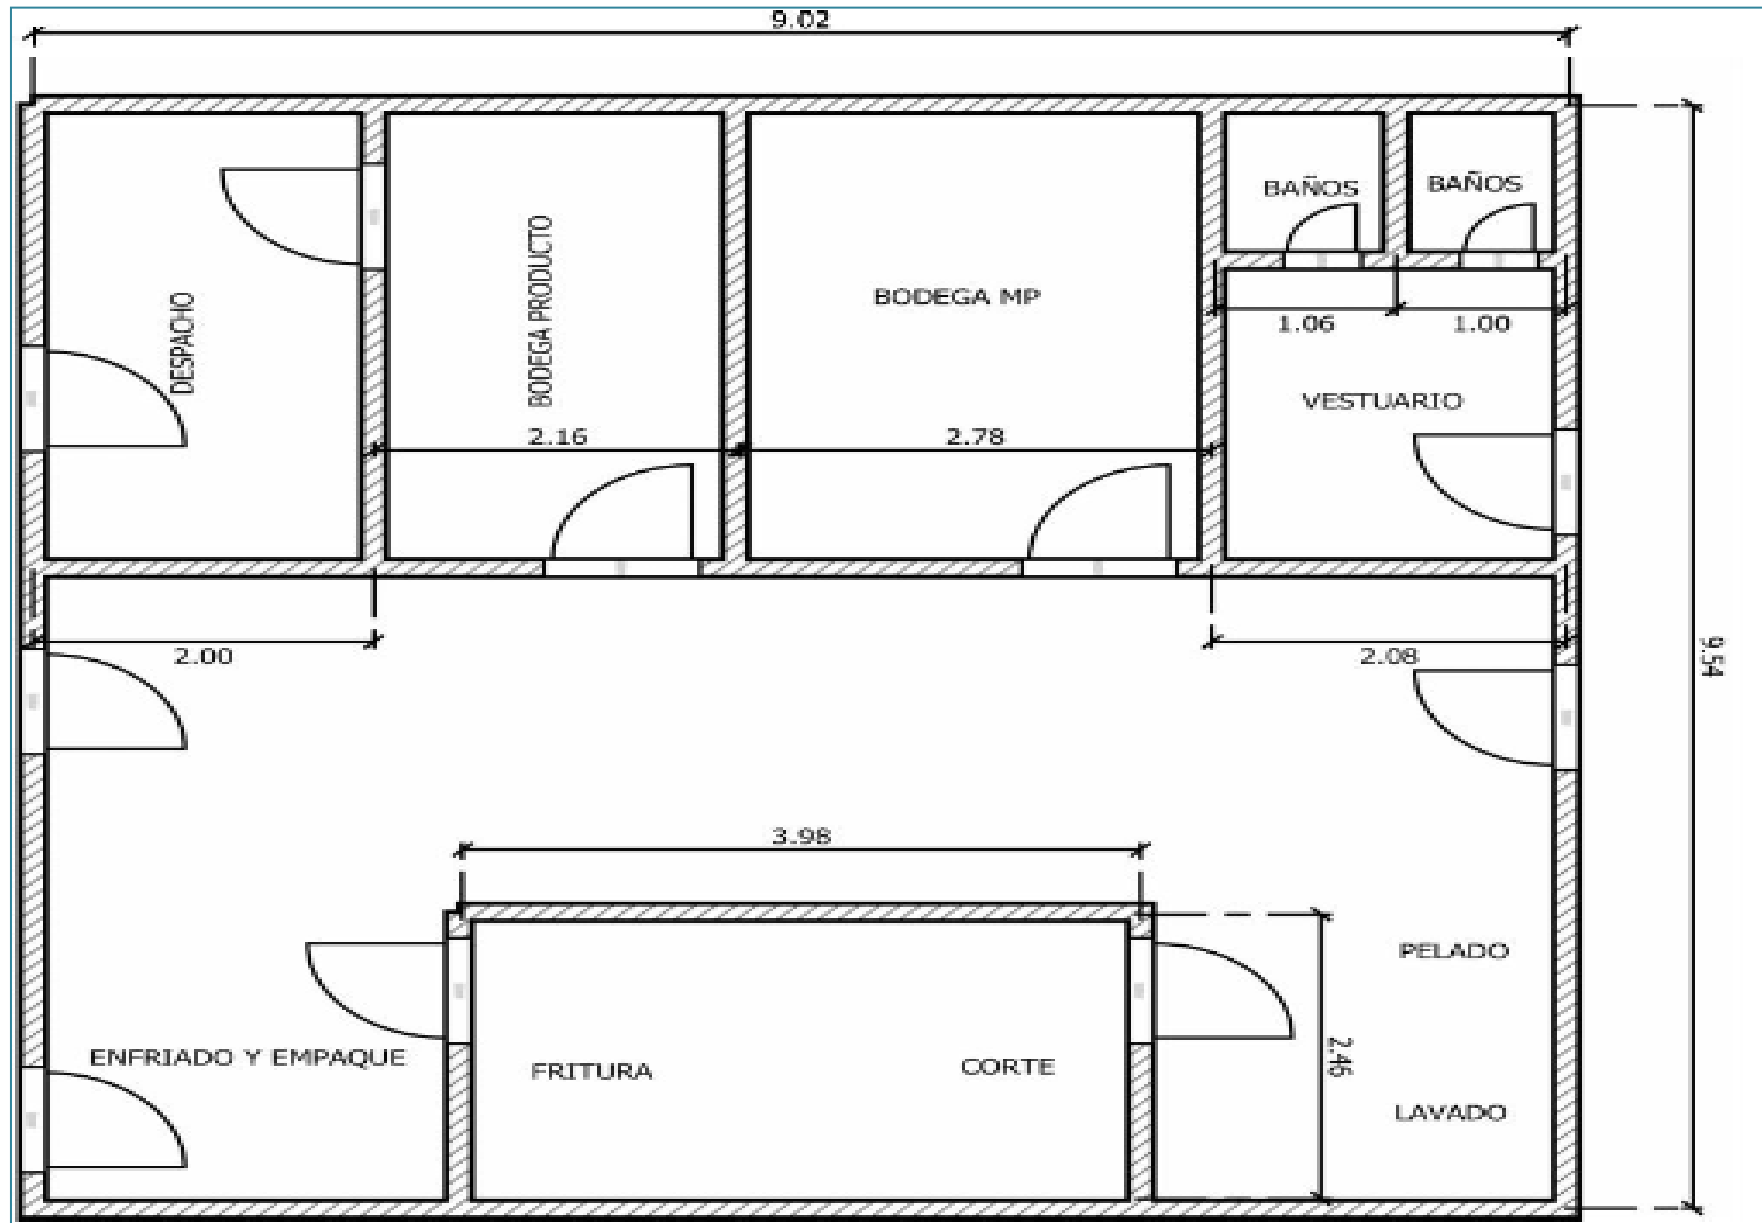 9.02
BAÑOS
BAÑOS
BODEGA PRODUCTO
BODEGA MP
DESPACHO
1.06
1.00
VESTUARIO
2.16
2.78
2.00
2.08
9.54
3.98
PELADO
ENFRIADO Y EMPAQUE
FRITURA
CORTE
2.46
LAVADO